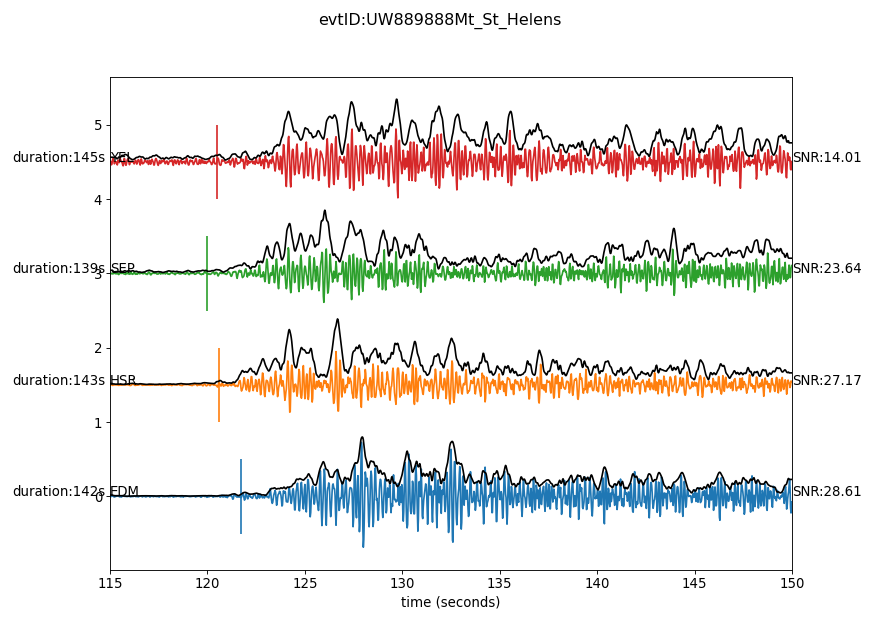 evtID:UW889888Mt_St_Helens
5
duration:145s YEL SNR:14.01
4
duration:139s SEP SNR:23.64
3
2
duration:143s HSR SNR:27.17
1
duration:142s EDM SNR:28.61
0
115 120 125 130 135 140 145 150
time (seconds)